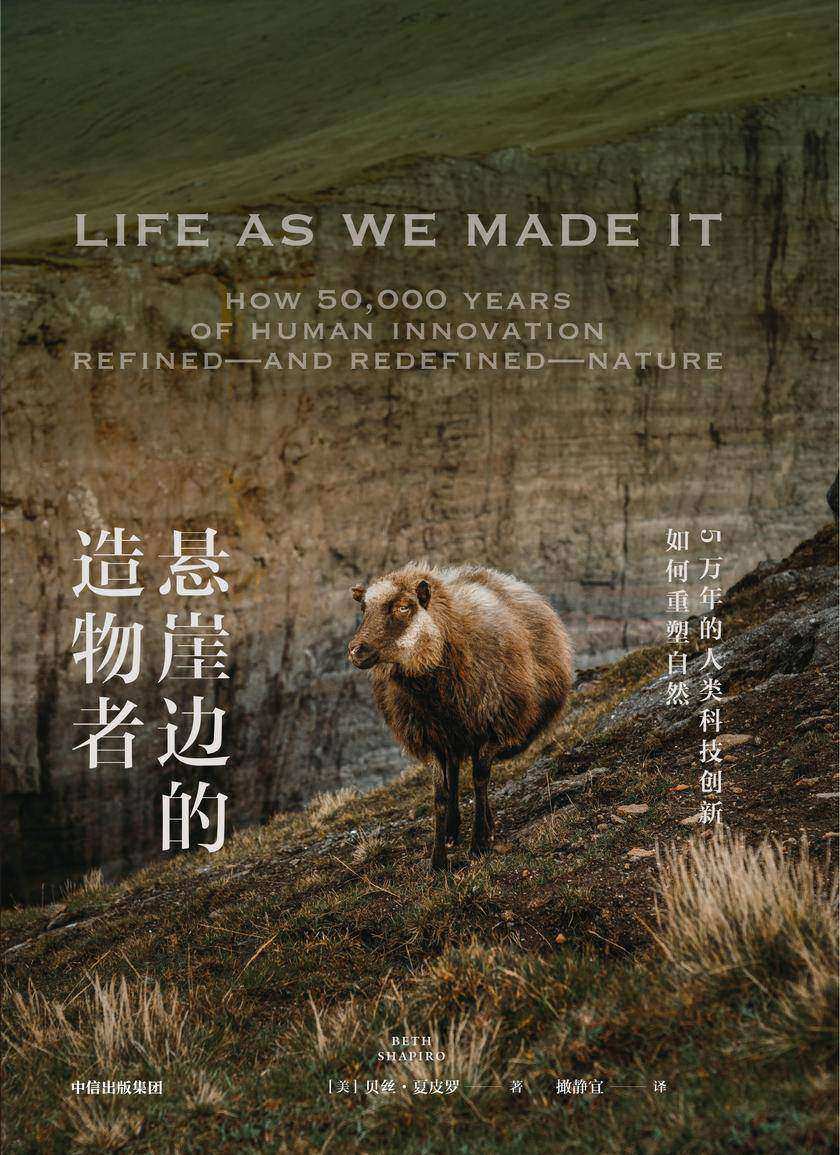 LIFE AS WE MADE IT
HOW 50,000 YEARS
OF HUMAN INNOVATION
REFINED—AND REDEFINED—NATURE
悬崖边的
造物者
5万年的人类科技创新
如何重塑自然
BETH
SHAPIRO
中信出版集团
[美] 贝丝·夏皮罗——著 撖静宜——译